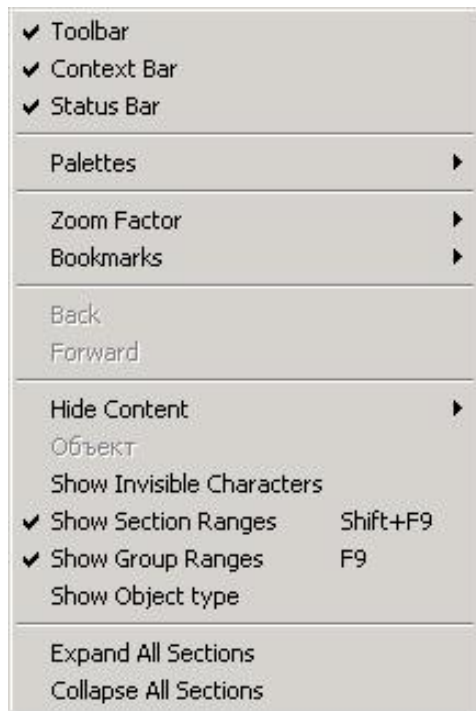 Toolbar
Context Bar
Status Bar
Palettes
Zoom Factor
Bookmarks
Back
Forward
Hide Content
Объект
Show Invisible Characters
Show Section Ranges Shift+F9
Show Group Ranges F9
Show Object type
Expand All Sections
Collapse All Sections